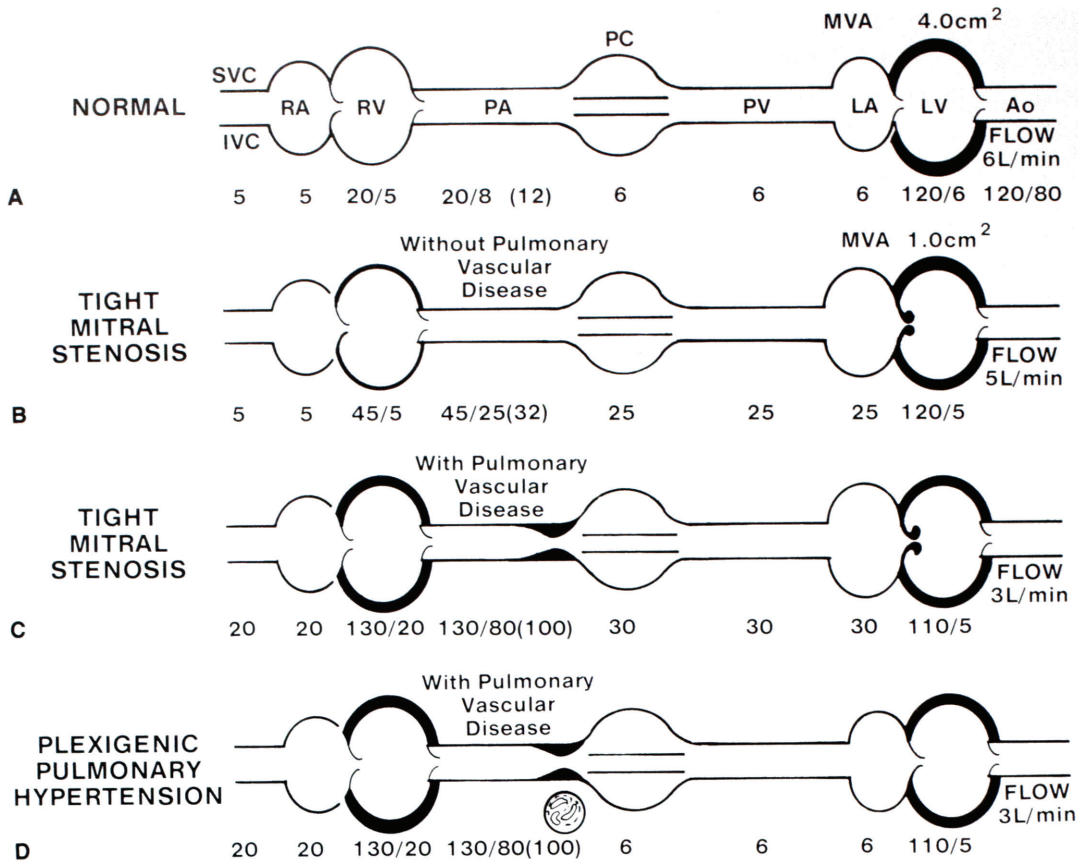 MVA 4.0cm²
PC
SVC
NORMAL RA RV PA PV LA LV Ao
IVC FLOW
6L/min
A 5 5 20/5 20/8 (12) 6 6 6 120/6 120/80
Without Pulmonary MVA 1.0cm²
Vascular
Disease
TIGHT
MITRAL
STENOSIS FLOW
5L/min
B 5 5 45/5 45/25(32) 25 25 25 120/5
With Pulmonary
Vascular
Disease
TIGHT
MITRAL
STENOSIS FLOW
3L/min
C 20 20 130/20 130/80(100) 30 30 30 110/5
With Pulmonary
Vascular
Disease
PLEXIGENIC
PULMONARY
HYPERTENSION FLOW
3L/min
D 20 20 130/20 130/80(100) 6 6 6 110/5